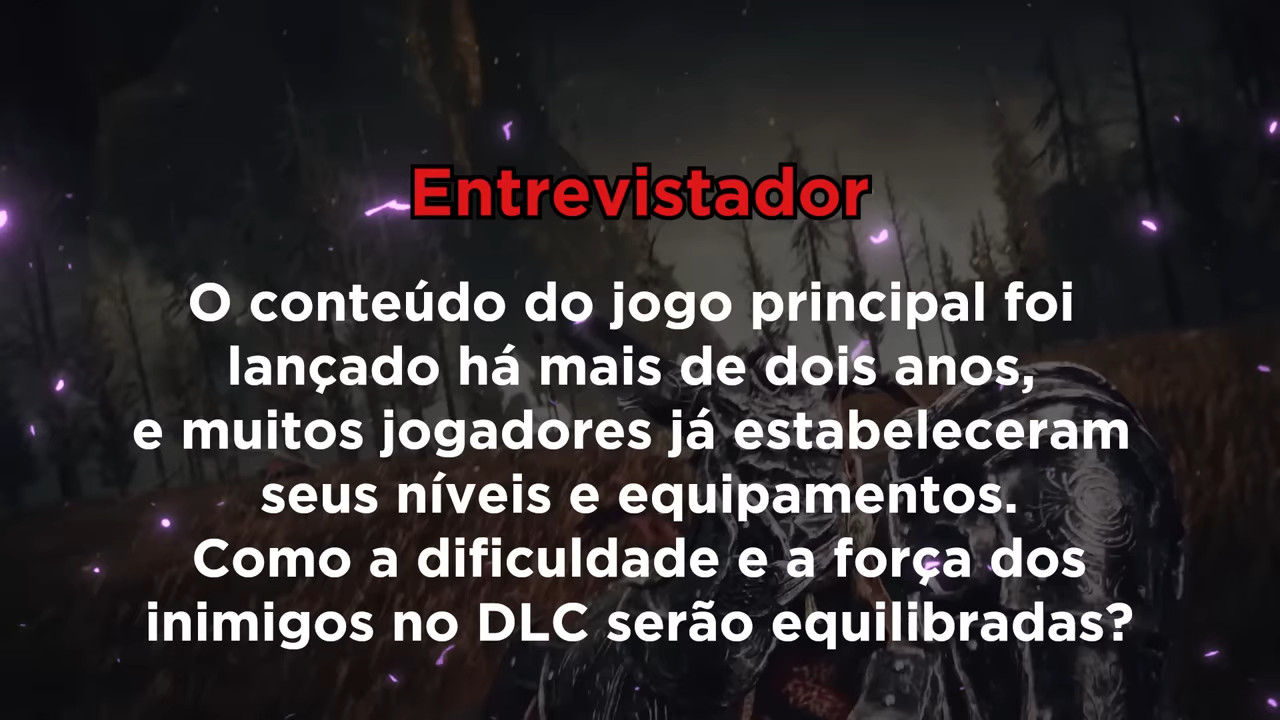 Entrevistador
O conteúdo do jogo principal foi
lançado há mais de dois anos,
e muitos jogadores já estabeleceram
seus níveis e equipamentos.
Como a dificuldade e a força dos
inimigos no DLC serão equilibradas?